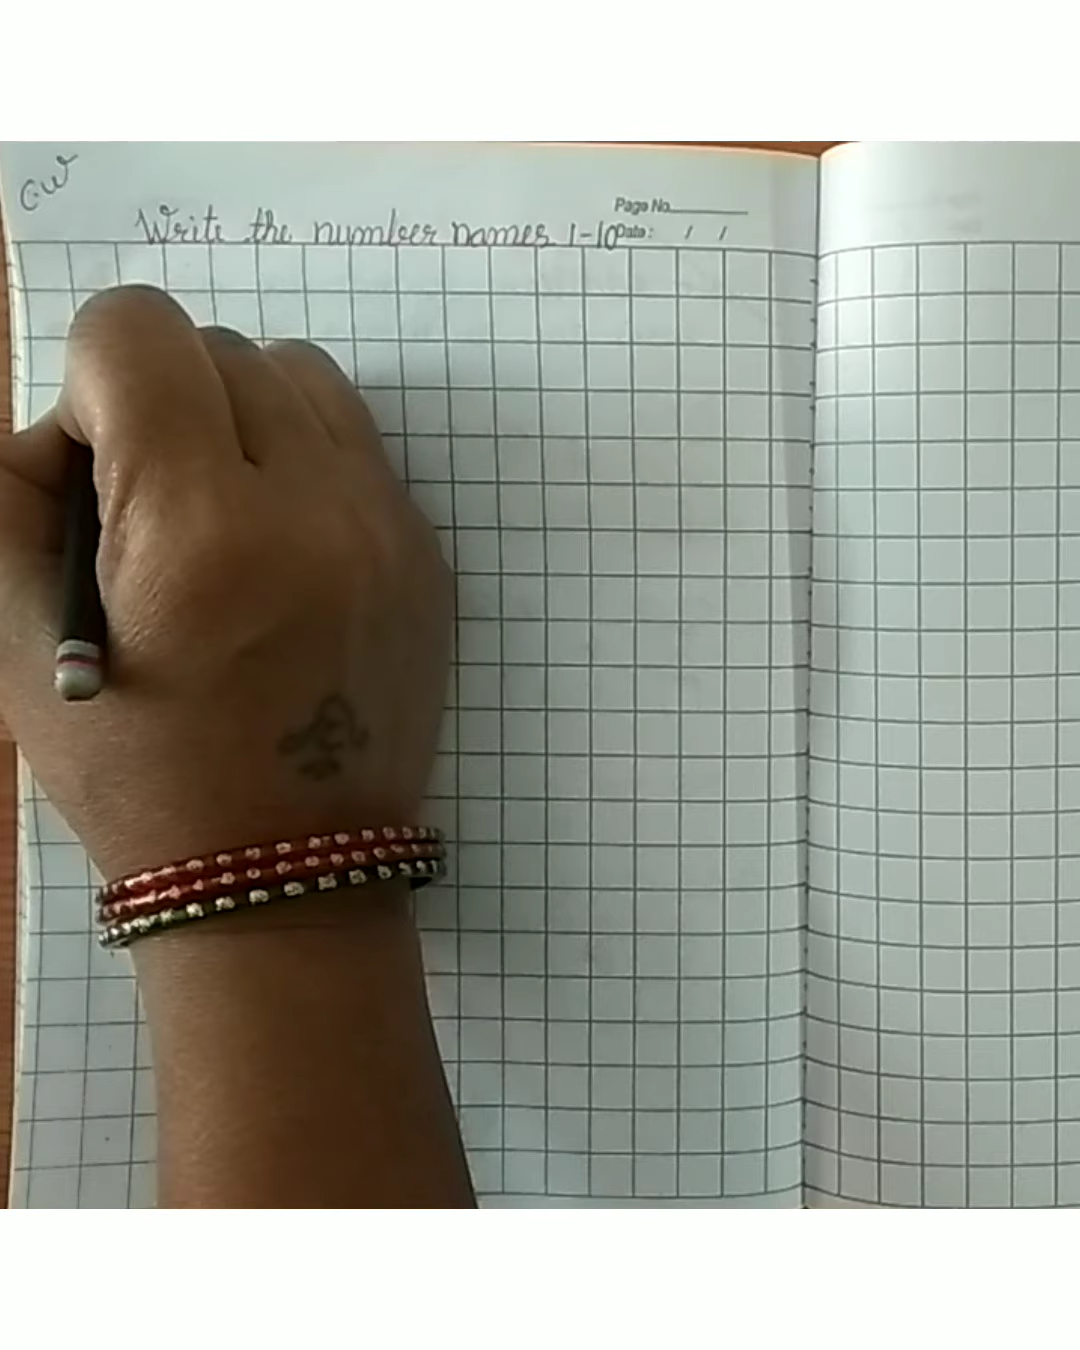 C.W
Page No.
Write the number names 1-10
Date: / /